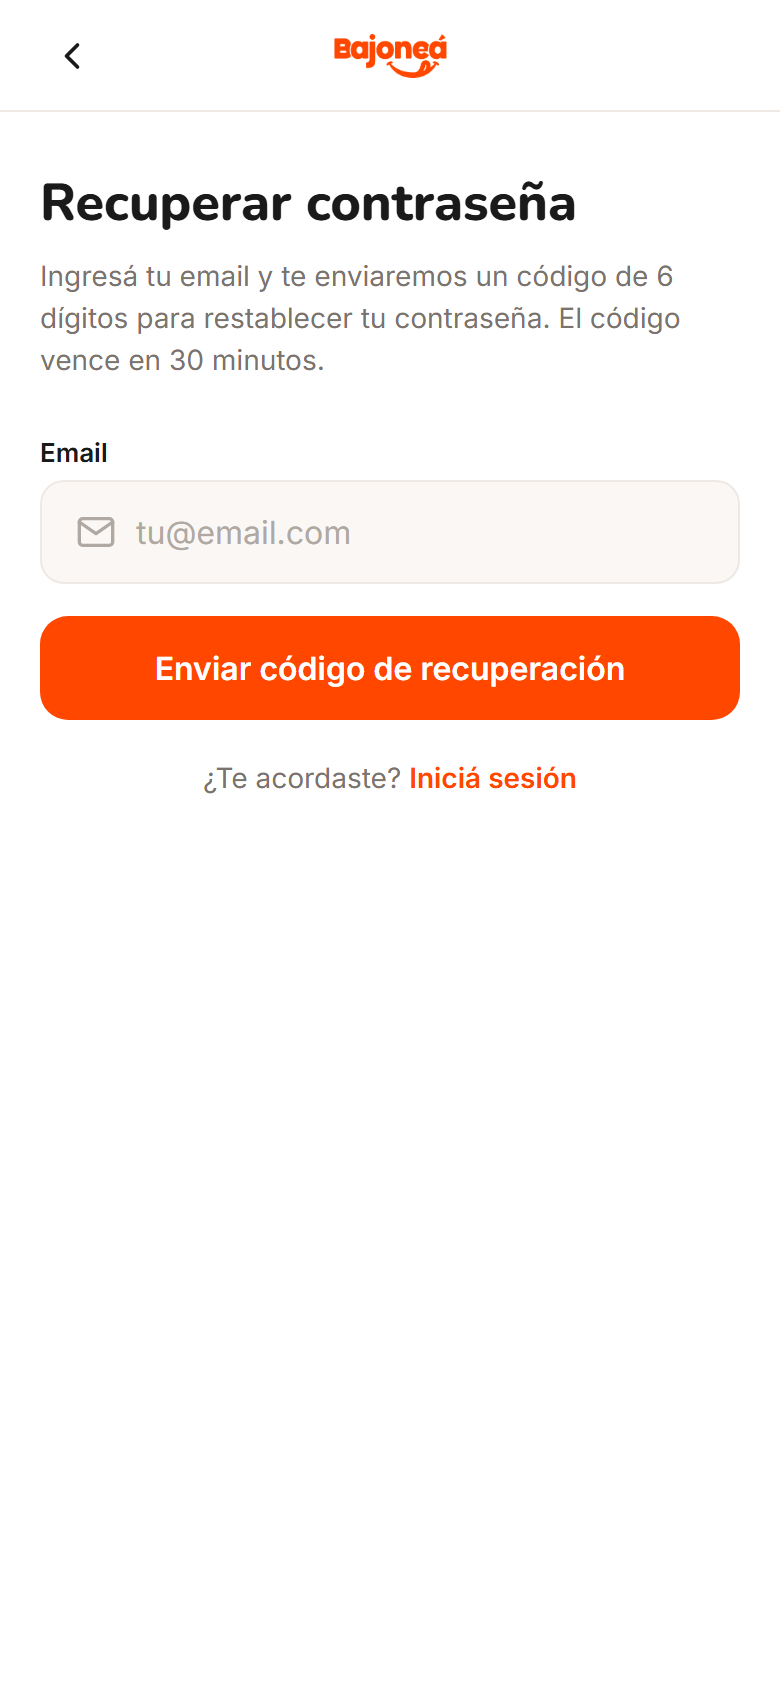 Bajoneá
Recuperar contraseña
Ingresá tu email y te enviaremos un código de 6
dígitos para restablecer tu contraseña. El código
vence en 30 minutos.
Email
tu@email.com
Enviar código de recuperación
¿Te acordaste? Iniciá sesión